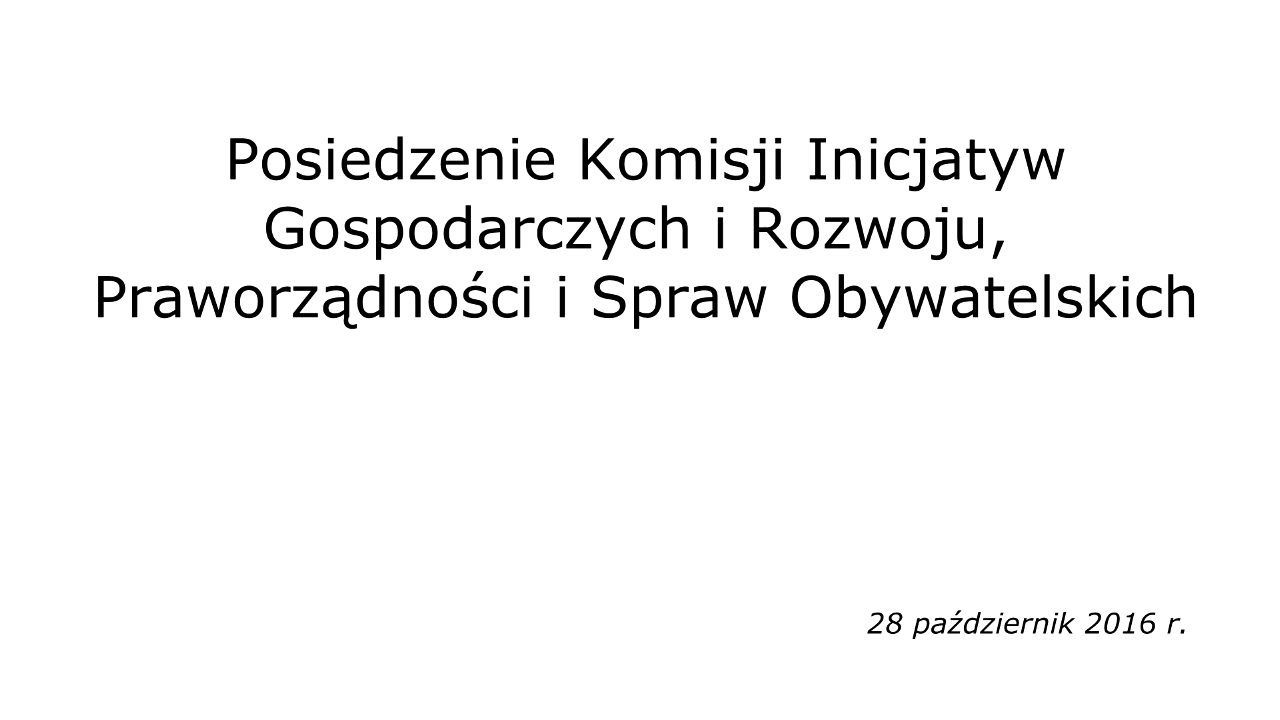 Posiedzenie Komisji Inicjatyw
Gospodarczych i Rozwoju,
Praworządności i Spraw Obywatelskich
28 październik 2016 r.